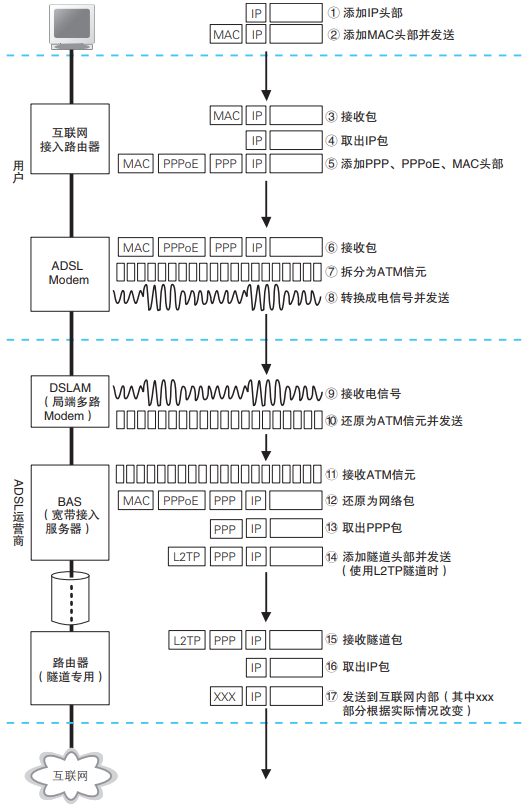 IP
① 添加IP头部
MAC IP
② 添加MAC头部并发送
用户
互联网
接入路由器
MAC IP
③ 接收包
IP
④ 取出IP包
MAC PPPoE PPP IP
⑤ 添加PPP、PPPoE、MAC头部
ADSL
Modem
MAC PPPoE PPP IP
⑥ 接收包
⑦ 拆分为ATM信元
⑧ 转换成电信号并发送
ADSL运营商
DSLAM
（局端多路
Modem）
⑨ 接收电信号
⑩ 还原为ATM信元并发送
BAS
（宽带接入
服务器）
⑪ 接收ATM信元
MAC PPPoE PPP IP
⑫ 还原为网络包
PPP IP
⑬ 取出PPP包
L2TP PPP IP
⑭ 添加隧道头部并发送
（使用L2TP隧道时）
路由器
（隧道专用）
L2TP PPP IP
⑮ 接收隧道包
IP
⑯ 取出IP包
XXX IP
⑰ 发送到互联网内部（其中xxx
部分根据实际情况改变）
互联网